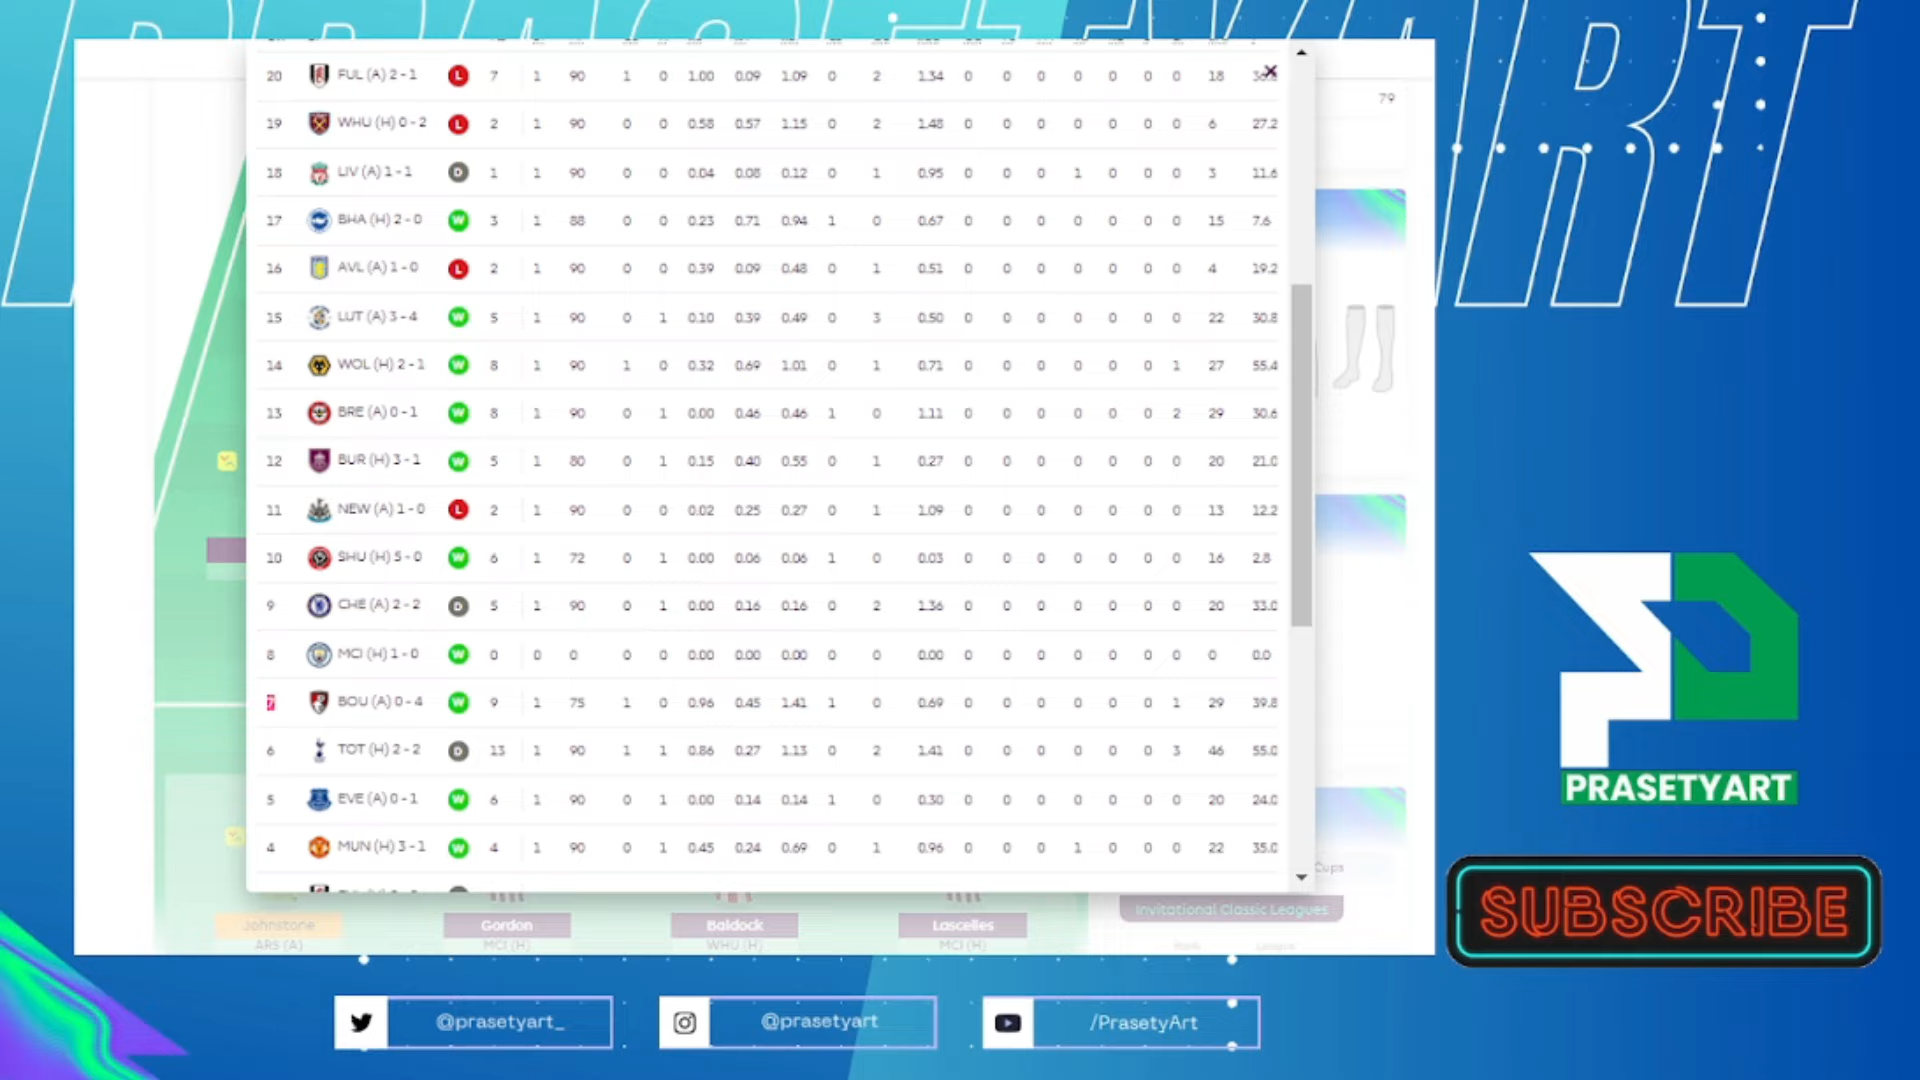 PRASETYART
79
20 FUL (A) 2 - 1 L 7 1 90 1 0 1.00 0.09 1.09 0 2 1.34 0 0 0 0 0 0 18
19 WHU (H) 0 - 2 L 2 1 90 0 0 0.58 0.57 1.15 0 2 1.48 0 0 0 0 0 0 6 27.2
18 LIV (A) 1 - 1 D 1 1 90 0 0 0.04 0.08 0.12 0 1 0.95 0 0 0 1 0 0 3 11.6
17 BHA (H) 2 - 0 W 3 1 88 0 0 0.23 0.71 0.94 1 0 0.67 0 0 0 0 0 0 15 7.6
16 AVL (A) 1 - 0 L 2 1 90 0 0 0.39 0.09 0.48 0 1 0.51 0 0 0 0 0 0 4 19.2
15 LUT (A) 3 - 4 W 5 1 90 0 1 0.10 0.39 0.49 0 3 0.50 0 0 0 0 0 0 22 30.8
14 WOL (H) 2 - 1 W 8 1 90 1 0 0.32 0.69 1.01 0 1 0.71 0 0 0 0 0 1 27 55.4
13 BRE (A) 0 - 1 W 8 1 90 0 1 0.00 0.46 0.46 1 0 1.11 0 0 0 0 0 2 29 30.6
12 BUR (H) 3 - 1 W 5 1 80 0 1 0.15 0.40 0.55 0 1 0.27 0 0 0 0 0 0 20 21.0
11 NEW (A) 1 - 0 L 2 1 90 0 0 0.02 0.25 0.27 0 1 1.09 0 0 0 0 0 0 13 12.2
10 SHU (H) 5 - 0 W 6 1 72 0 1 0.00 0.06 0.06 1 0 0.03 0 0 0 0 0 0 16 2.8
9 CHE (A) 2 - 2 D 5 1 90 0 1 0.00 0.16 0.16 0 2 1.36 0 0 0 0 0 0 20 33.0
8 MCI (H) 1 - 0 W 0 0 0 0 0 0.00 0.00 0.00 0 0 0.00 0 0 0 0 0 0 0 0.0
7 BOU (A) 0 - 4 W 9 1 75 1 0 0.96 0.45 1.41 1 0 0.69 0 0 0 0 0 1 29 39.8
6 TOT (H) 2 - 2 D 13 1 90 1 1 0.86 0.27 1.13 0 2 1.41 0 0 0 0 0 3 46 55.0
5 EVE (A) 0 - 1 W 6 1 90 0 1 0.00 0.14 0.14 1 0 0.30 0 0 0 0 0 0 20 24.0
4 MUN (H) 3 - 1 W 4 1 90 0 1 0.45 0.24 0.69 0 1 0.96 0 0 0 1 0 0 22 35.0
Cups
Invitational Classic Leagues
Johnstone Gordon Baldock Lascelles
ARS (A) MCI (H) WHU (H) MCI (H)
Rank League
PRASETYART
SUBSCRIBE
@prasetyart_ @prasetyart /PrasetyArt